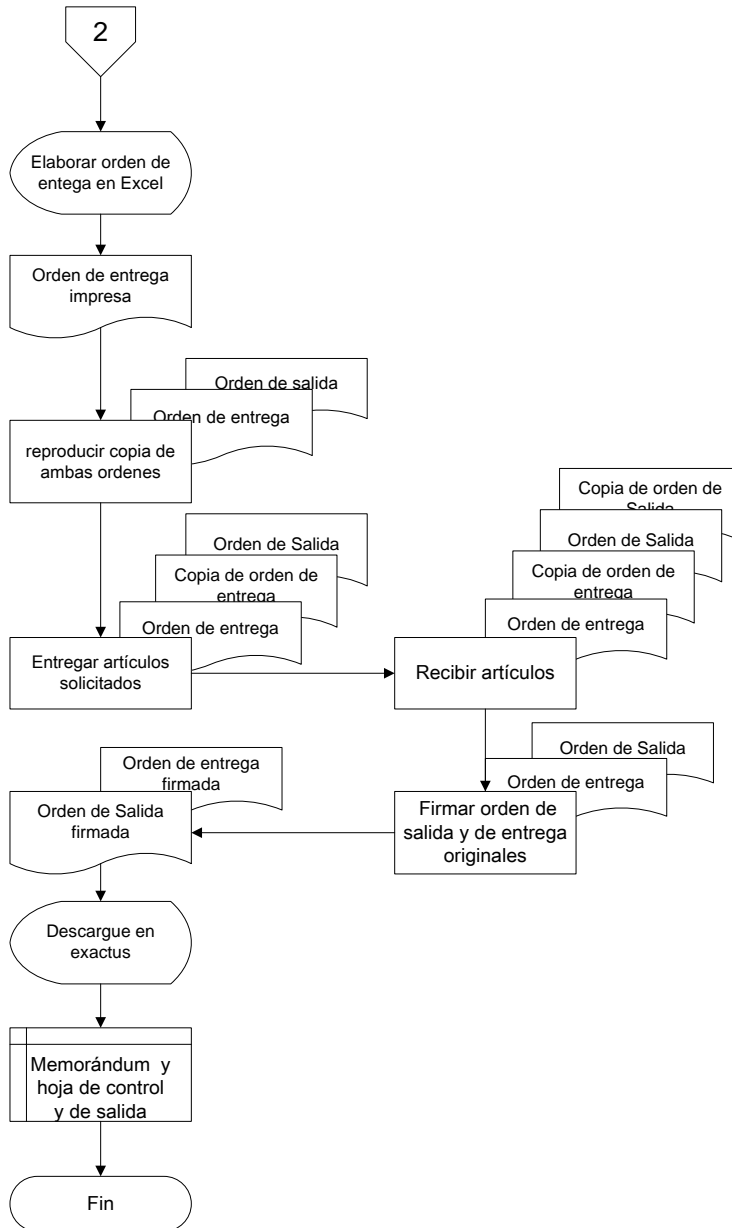 2
Elaborar orden de
entega en Excel
Orden de entrega
impresa
Orden de salida
Orden de entrega
reproducir copia de
ambas ordenes
Orden de Salida
Copia de orden de
entrega
Orden de entrega
Entregar artículos
solicitados
Copia de orden de
Salida
Orden de Salida
Copia de orden de
entrega
Orden de entrega
Recibir artículos
Orden de Salida
Orden de entrega
Firmar orden de
salida y de entrega
originales
Orden de entrega
firmada
Orden de Salida
firmada
Descargue en
exactus
Memorándum y
hoja de control
y de salida
Fin